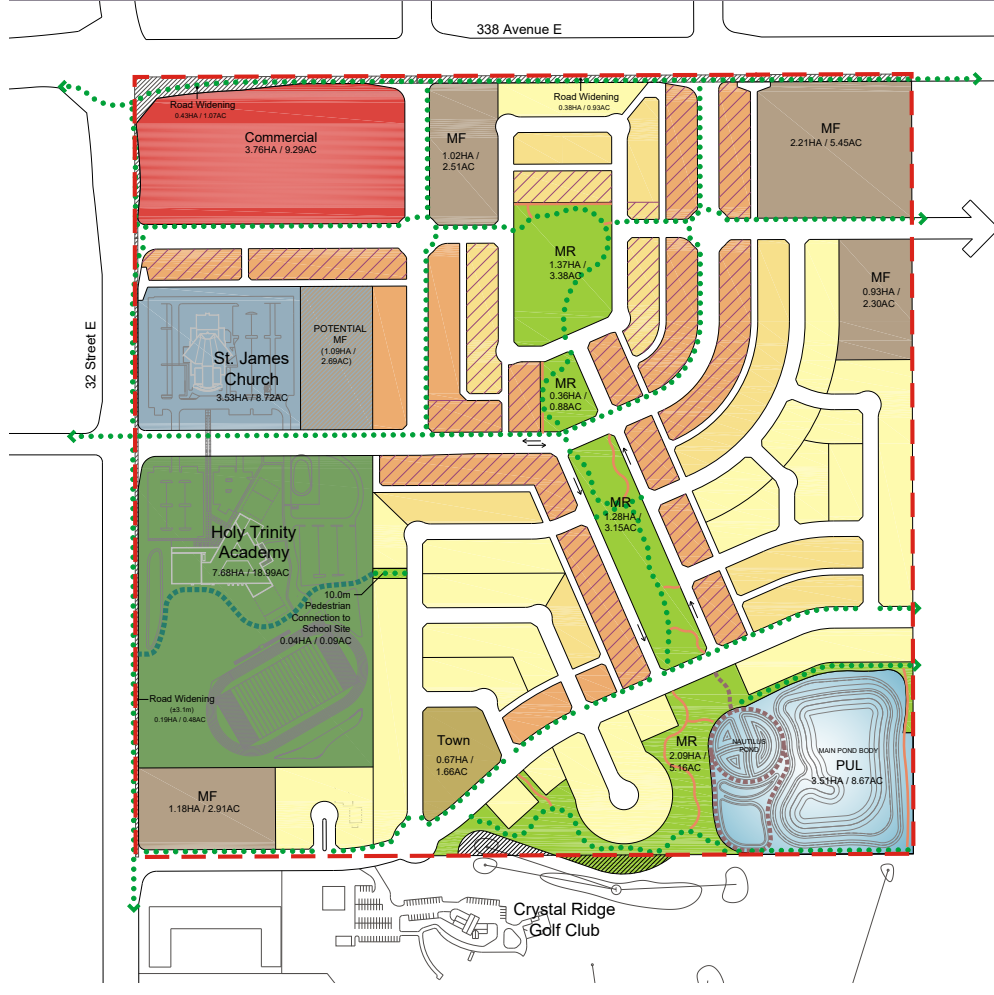 338 Avenue E
Road Widening
0.43HA / 1.07AC
Road Widening
0.38HA / 0.93AC
Commercial
3.76HA / 9.29AC
MF
1.02HA /
2.51AC
MF
2.21HA / 5.45AC
MR
1.37HA /
3.38AC
MF
0.93HA /
2.30AC
32 Street E
St. James
Church
3.53HA / 8.72AC
POTENTIAL
MF
(1.09HA /
2.69AC)
MR
0.36HA /
0.88AC
MR
1.28HA /
3.15AC
Holy Trinity
Academy
7.68HA / 18.99AC
10.0m
Pedestrian
Connection to
School Site
0.04HA / 0.09AC
Road Widening
(±3.1m)
0.19HA / 0.48AC
Town
0.67HA /
1.66AC
MR
2.09HA /
5.16AC
NAUTILUS
POND
MAIN POND BODY
PUL
3.51HA / 8.67AC
MF
1.18HA / 2.91AC
Crystal Ridge
Golf Club